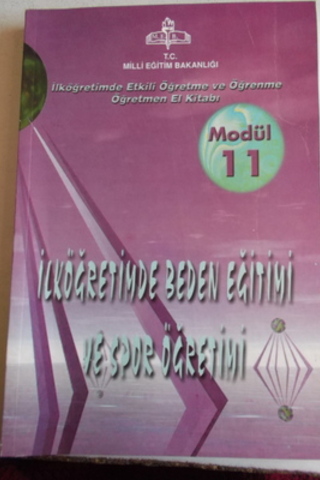 T.C.
MİLLİ EĞİTİM BAKANLIĞI
İlköğretimde Etkili Öğretme ve Öğrenme
Öğretmen El Kitabı
Modül
11
İLKÖĞRETİMDE BEDEN EĞİTİMİ
VE SPOR ÖĞRETİMİ